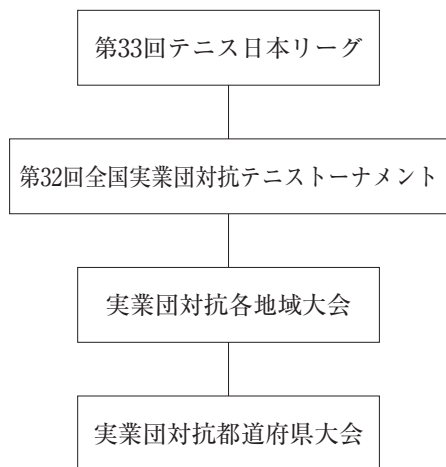 第33回テニス日本リーグ
第32回全国実業団対抗テニストーナメント
実業団対抗各地域大会
実業団対抗都道府県大会